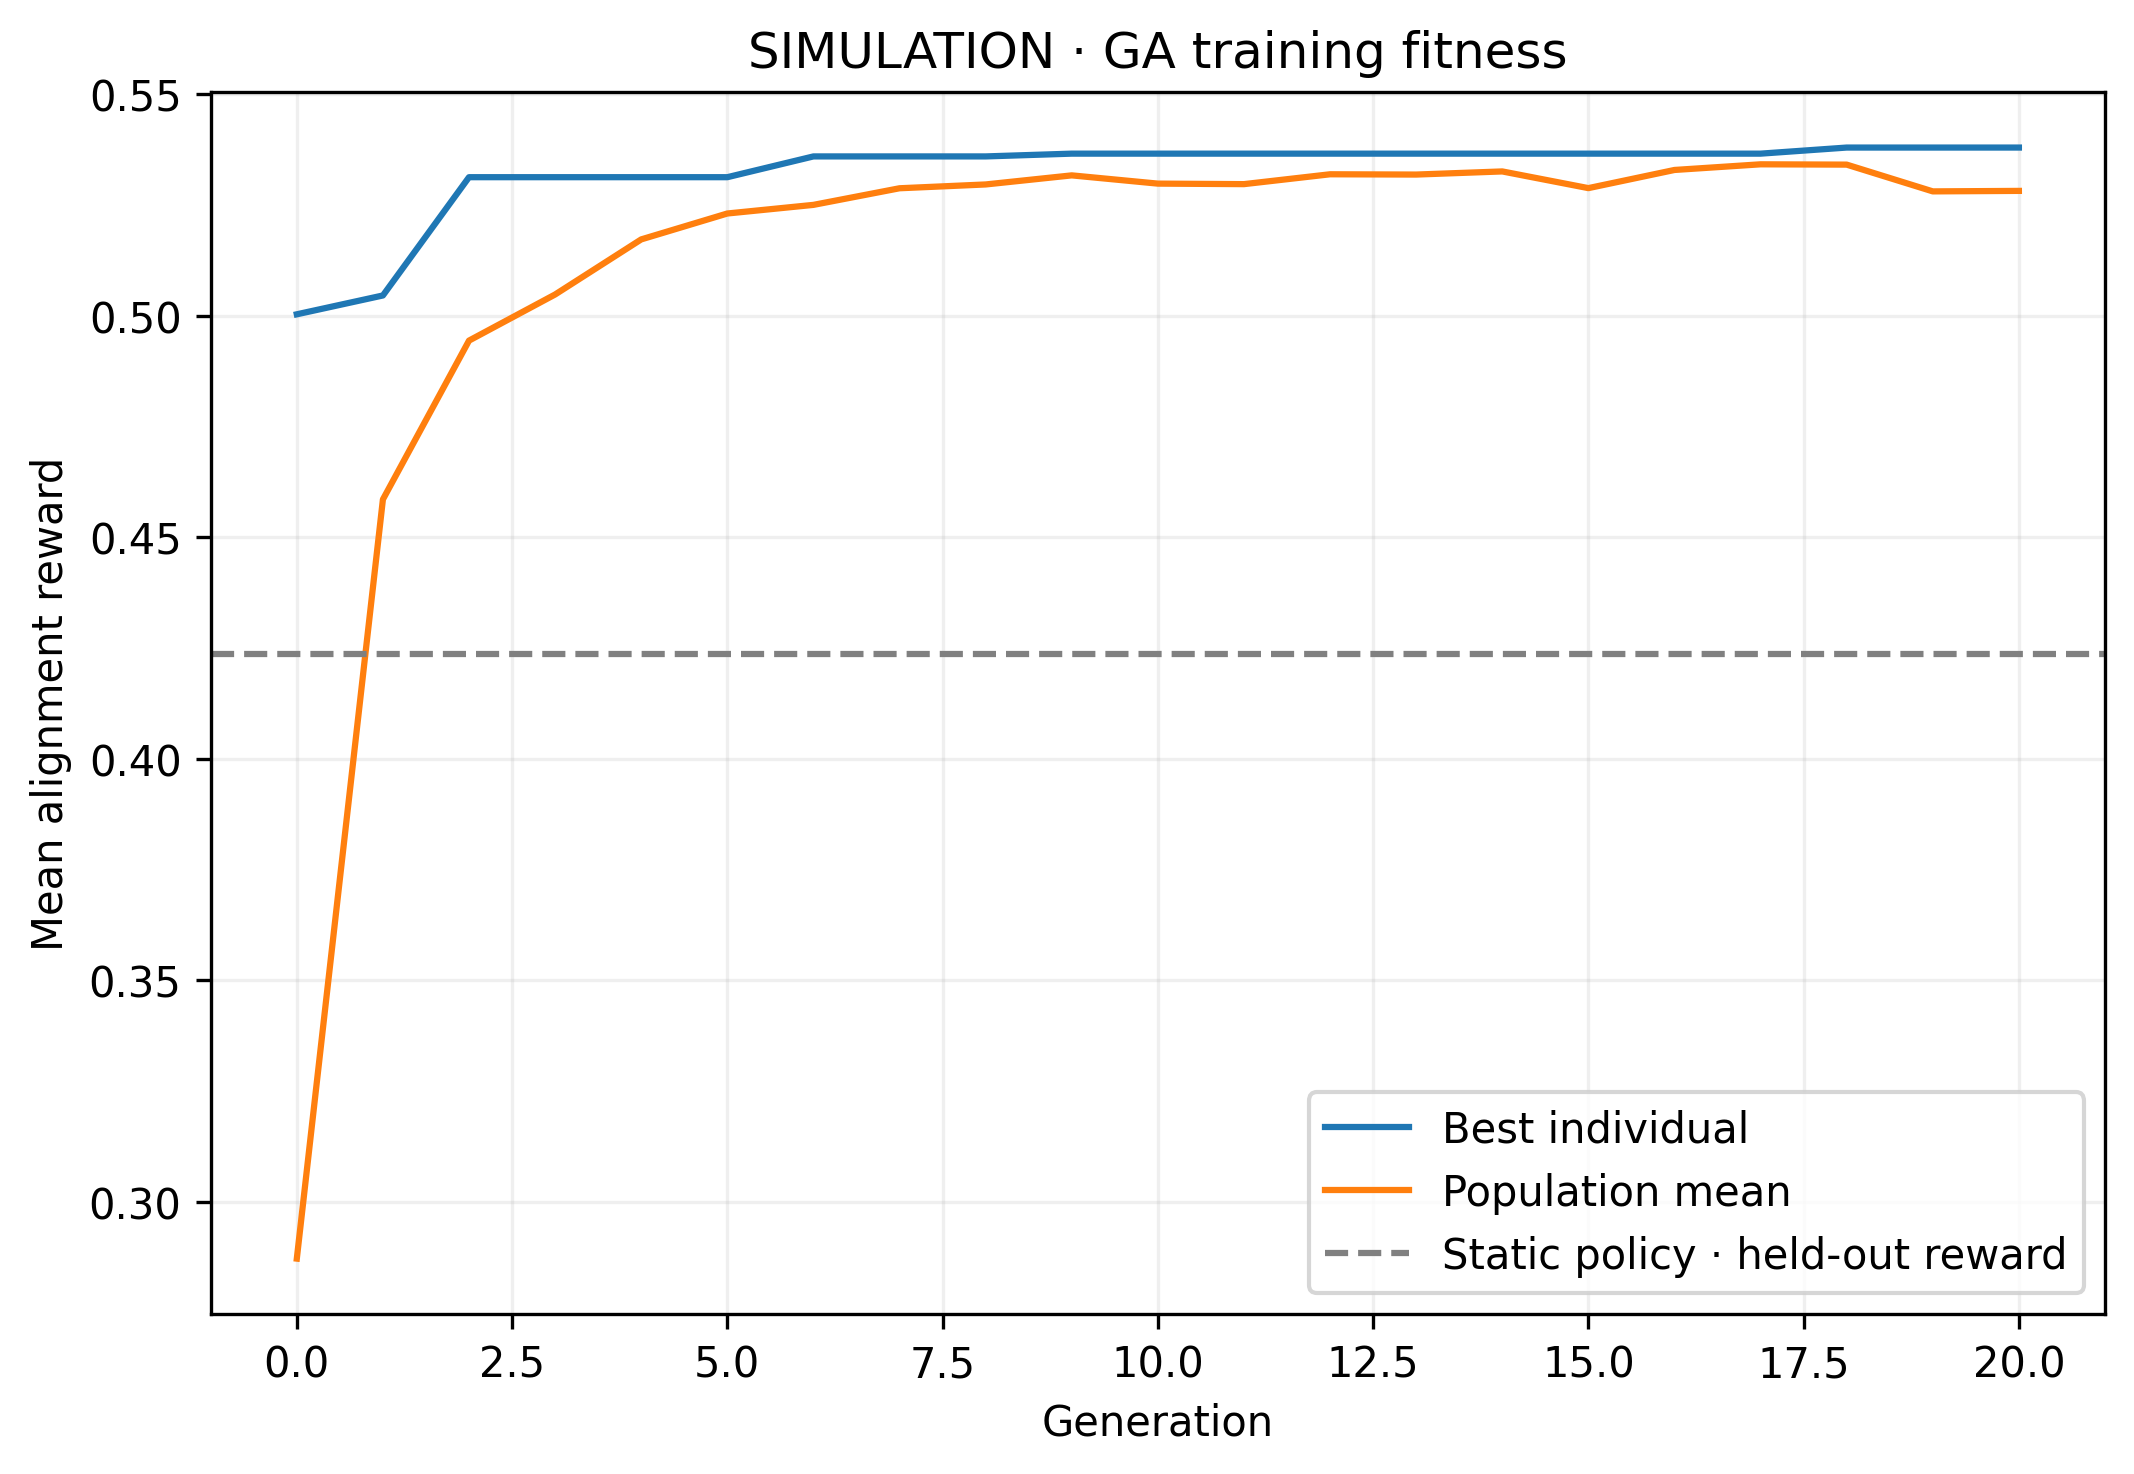 SIMULATION · GA training fitness
Mean alignment reward
0.55
0.50
0.45
0.40
0.35
0.30
Best individual
Population mean
Static policy · held-out reward
0.0 2.5 5.0 7.5 10.0 12.5 15.0 17.5 20.0
Generation